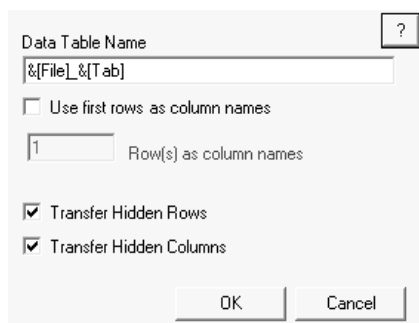 ?
Data Table Name
&[File]_&[Tab]
Use first rows as column names
1
Row(s) as column names
Transfer Hidden Rows
Transfer Hidden Columns
OK
Cancel